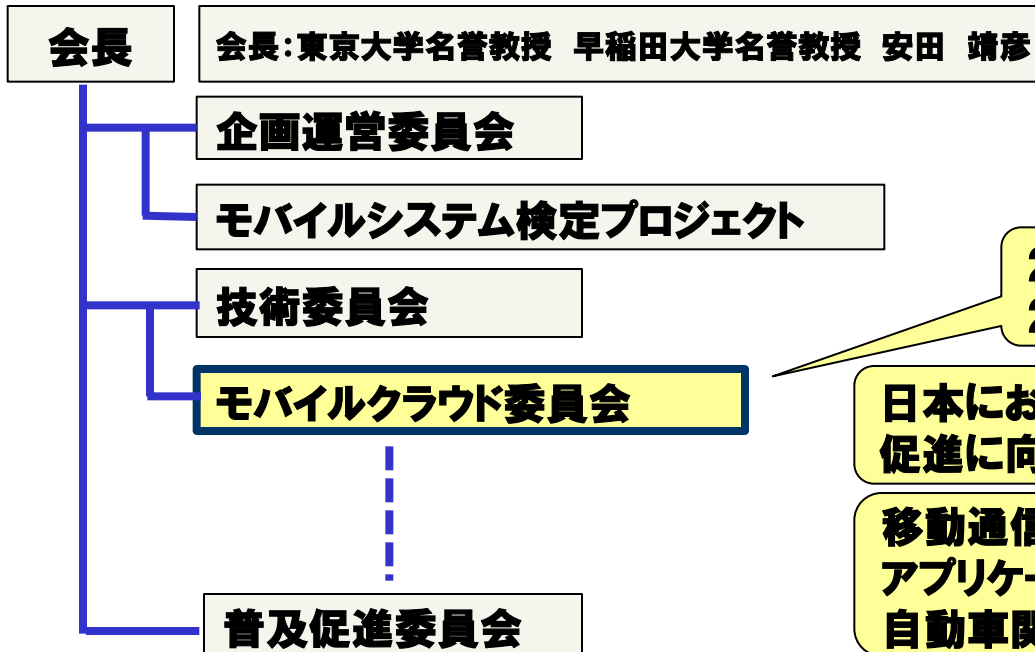 会長
会長:東京大学名誉教授 早稲田大学名誉教授 安田 靖彦
企画運営委員会
モバイルシステム検定プロジェクト
技術委員会
モバイルクラウド委員会
日本にお
促進に向
移動通信
アプリケー
自動車関
普及促進委員会